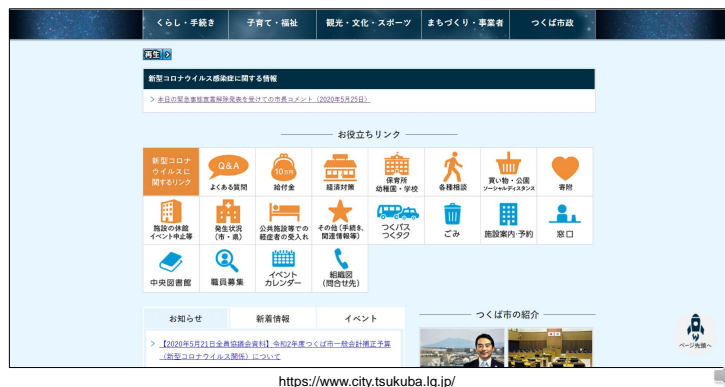 くらし・手続き 子育て・福祉 観光・文化・スポーツ まちづくり・事業者 つくば市政
再生
新型コロナウイルス感染症に関する情報
> 本日の緊急事態宣言解除発表を受けての市長コメント（2020年5月25日）
お役立ちリンク
新型コロナ
ウイルスに
関するリンク
Q&A
よくある質問
10万円
給付金
経済対策
保育所
幼稚園・学校
各種相談
買い物・公園
ソーシャルディスタンス
寄附
施設の休館
イベント中止等
発生状況
（市・県）
公共施設等での
軽症者の受入れ
その他（手続き、
関連情報等）
つくバス
つくタク
ごみ
施設案内・予約
窓口
中央図書館
職員募集
イベント
カレンダー
組織図
（問合せ先）
お知らせ 新着情報 イベント
> 【2020年5月21日全員協議会資料】令和2年度つくば市一般会計補正予算
（新型コロナウイルス関係）について
つくば市の紹介
ページ先頭へ
https://www.city.tsukuba.lg.jp/